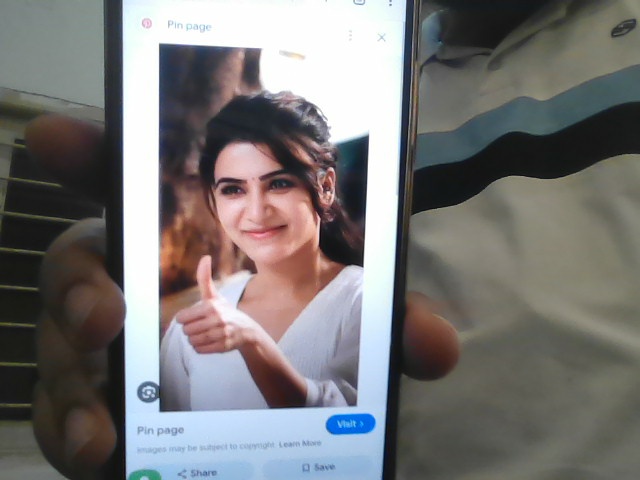 Pin page
Pin page
Visit >
Images may be subject to copyright. Learn More
Share
Save